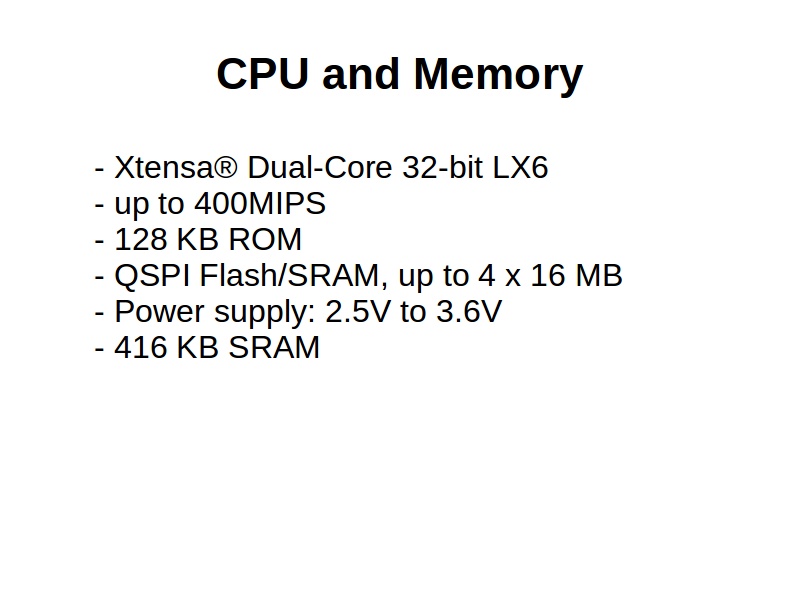 CPU and Memory
- Xtensa® Dual-Core 32-bit LX6
- up to 400MIPS
- 128 KB ROM
- QSPI Flash/SRAM, up to 4 x 16 MB
- Power supply: 2.5V to 3.6V
- 416 KB SRAM